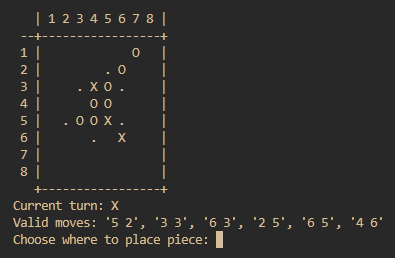 | 1 2 3 4 5 6 7 8 |
 --+-----------------+
 1 |             O   |
 2 |         . O     |
 3 |     . X O .     |
 4 |       O O       |
 5 |   . O O X .     |
 6 |       .   X     |
 7 |                 |
 8 |                 |
   +-----------------+
Current turn: X
Valid moves: '5 2', '3 3', '6 3', '2 5', '6 5', '4 6'
Choose where to place piece: